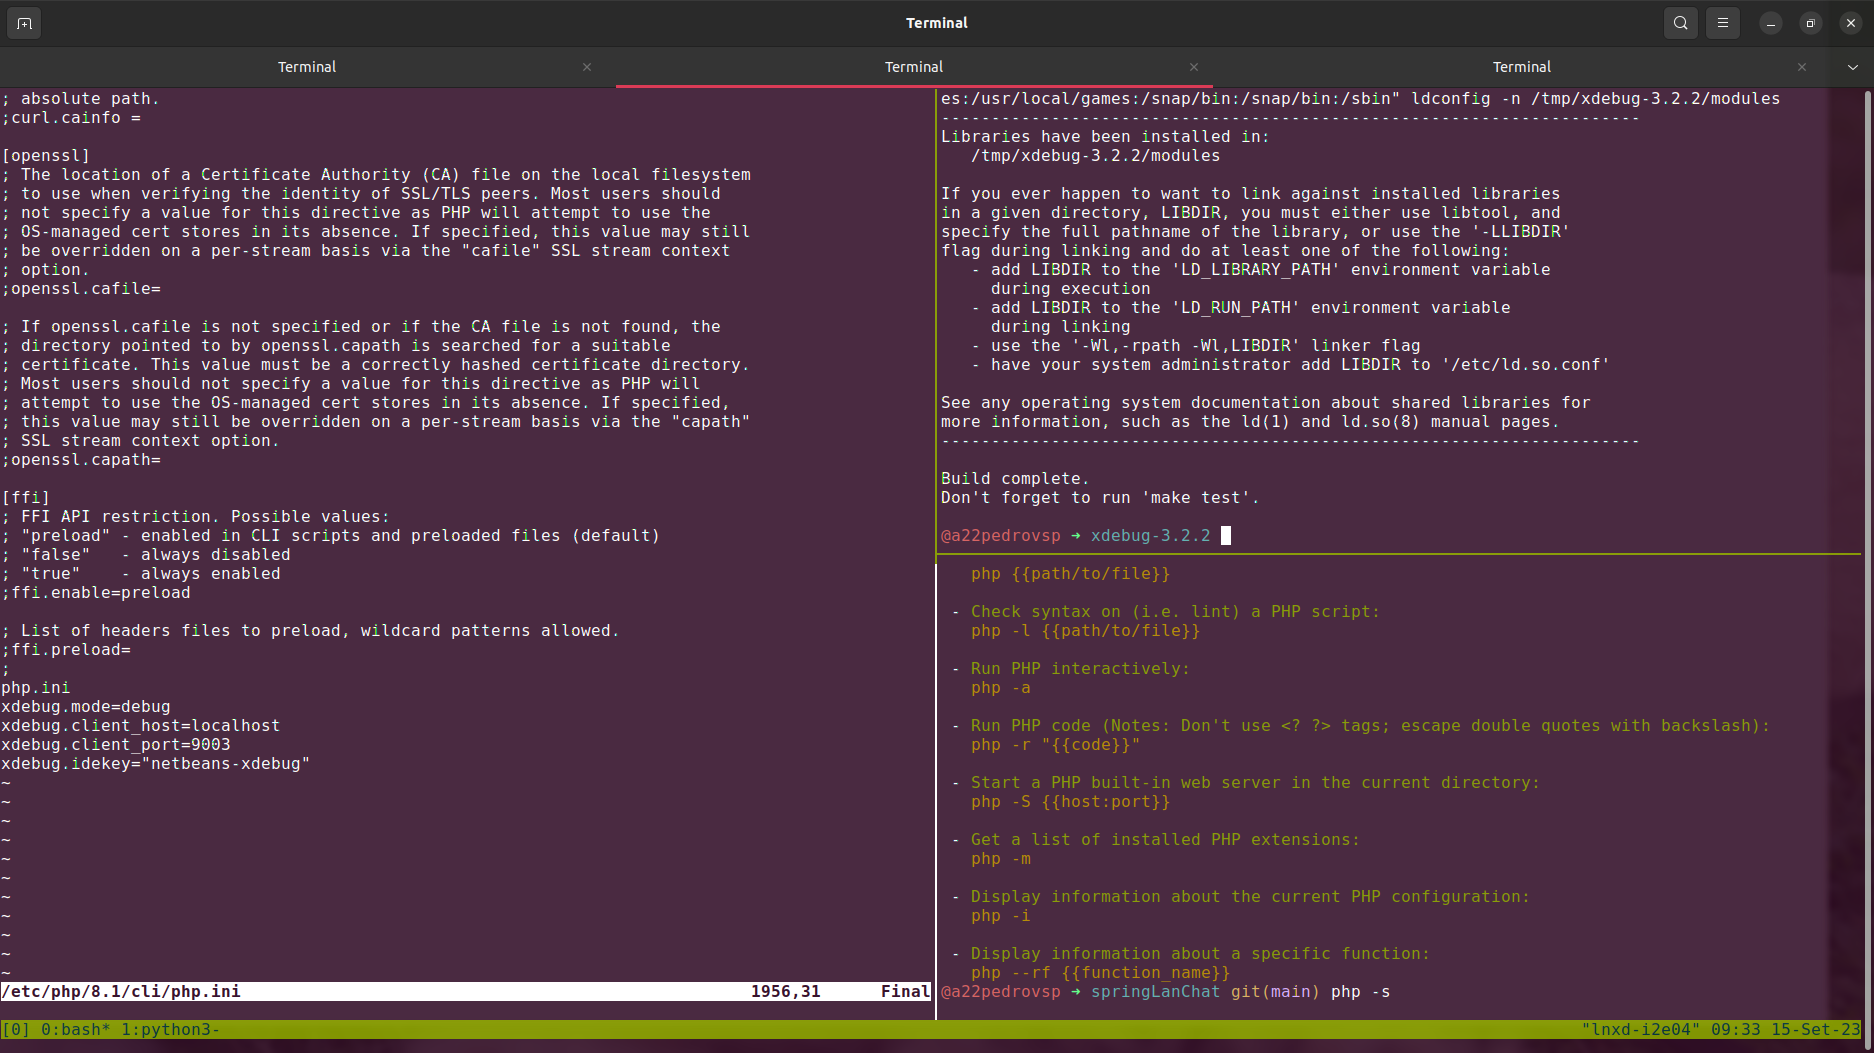 Terminal
Terminal
Terminal
Terminal
; absolute path.
;curl.cainfo =
[openssl]
; The location of a Certificate Authority (CA) file on the local filesystem
; to use when verifying the identity of SSL/TLS peers. Most users should
; not specify a value for this directive as PHP will attempt to use the
; OS-managed cert stores in its absence. If specified, this value may still
; be overridden on a per-stream basis via the "cafile" SSL stream context
; option.
;openssl.cafile=
; If openssl.cafile is not specified or if the CA file is not found, the
; directory pointed to by openssl.capath is searched for a suitable
; certificate. This value must be a correctly hashed certificate directory.
; Most users should not specify a value for this directive as PHP will
; attempt to use the OS-managed cert stores in its absence. If specified,
; this value may still be overridden on a per-stream basis via the "capath"
; SSL stream context option.
;openssl.capath=
[ffi]
; FFI API restriction. Possible values:
; "preload" - enabled in CLI scripts and preloaded files (default)
; "false"   - always disabled
; "true"    - always enabled
;ffi.enable=preload
; List of headers files to preload, wildcard patterns allowed.
;ffi.preload=
;
php.ini
xdebug.mode=debug
xdebug.client_host=localhost
xdebug.client_port=9003
xdebug.idekey="netbeans-xdebug"
~
~
~
~
~
~
~
~
~
~
~
/etc/php/8.1/cli/php.ini 1956,31 Final
es:/usr/local/games:/snap/bin:/snap/bin:/sbin" ldconfig -n /tmp/xdebug-3.2.2/modules
----------------------------------------------------------------------
Libraries have been installed in:
   /tmp/xdebug-3.2.2/modules
If you ever happen to want to link against installed libraries
in a given directory, LIBDIR, you must either use libtool, and
specify the full pathname of the library, or use the '-LLIBDIR'
flag during linking and do at least one of the following:
   - add LIBDIR to the 'LD_LIBRARY_PATH' environment variable
     during execution
   - add LIBDIR to the 'LD_RUN_PATH' environment variable
     during linking
   - use the '-Wl,-rpath -Wl,LIBDIR' linker flag
   - have your system administrator add LIBDIR to '/etc/ld.so.conf'
See any operating system documentation about shared libraries for
more information, such as the ld(1) and ld.so(8) manual pages.
----------------------------------------------------------------------
Build complete.
Don't forget to run 'make test'.
@a22pedrovsp ➜ xdebug-3.2.2
php {{path/to/file}}
- Check syntax on (i.e. lint) a PHP script:
php -l {{path/to/file}}
- Run PHP interactively:
php -a
- Run PHP code (Notes: Don't use <? ?> tags; escape double quotes with backslash):
php -r "{{code}}"
- Start a PHP built-in web server in the current directory:
php -S {{host:port}}
- Get a list of installed PHP extensions:
php -m
- Display information about the current PHP configuration:
php -i
- Display information about a specific function:
php --rf {{function_name}}
@a22pedrovsp ➜ springLanChat git(main) php -s
[0] 0:bash* 1:python3- "lnxd-i2e04" 09:33 15-Set-23